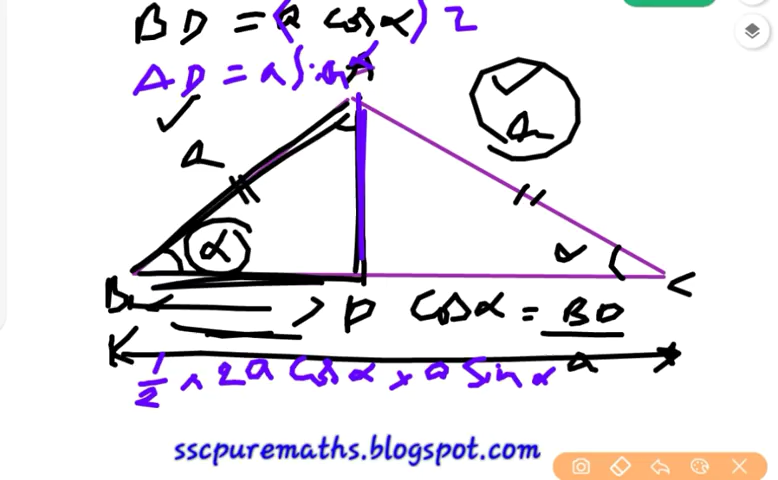 BD = (a cosα) 2
AD = a sinα
A
a
a
α
α
B
D
C
cosα = BD
a
1/2 × 2a cosα × a sinα
sscpuremaths.blogspot.com